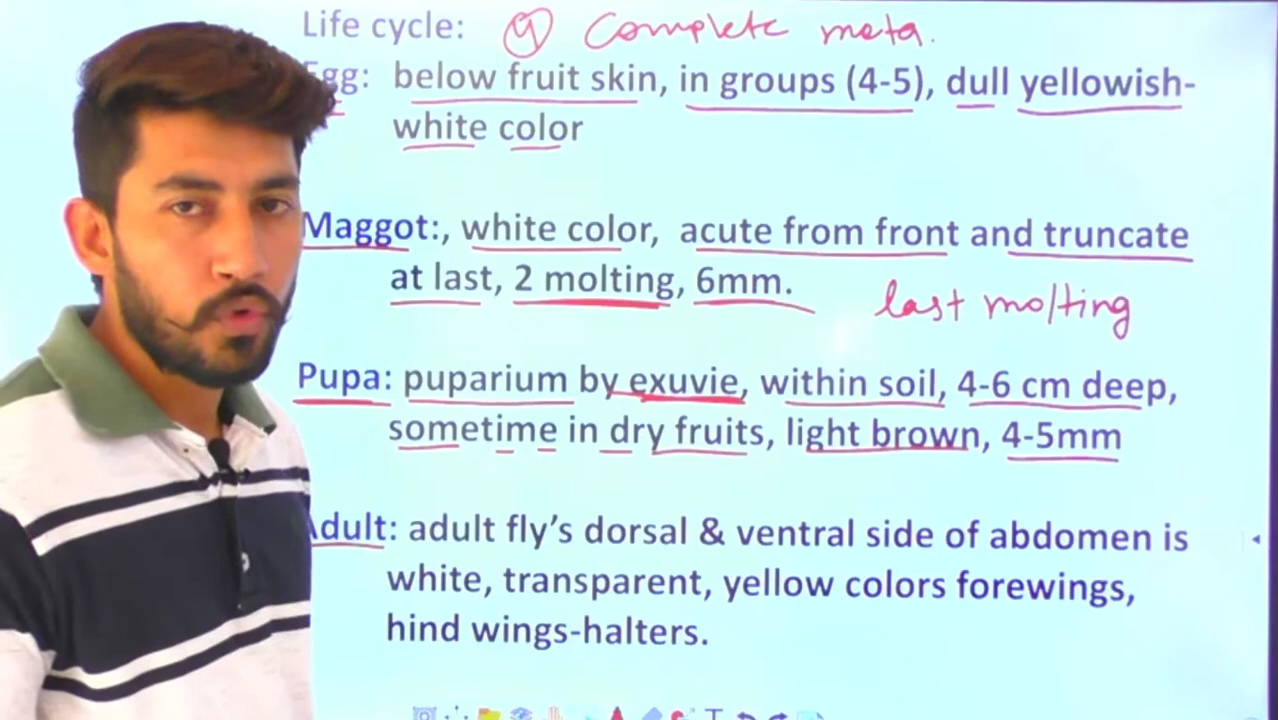 Life cycle: (4) Complete meta.
Egg: below fruit skin, in groups (4-5), dull yellowish-
white color
Maggot:, white color, acute from front and truncate
at last, 2 molting, 6mm.
last molting
Pupa: puparium by exuvie, within soil, 4-6 cm deep,
sometime in dry fruits, light brown, 4-5mm
Adult: adult fly's dorsal & ventral side of abdomen is
white, transparent, yellow colors forewings,
hind wings-halters.